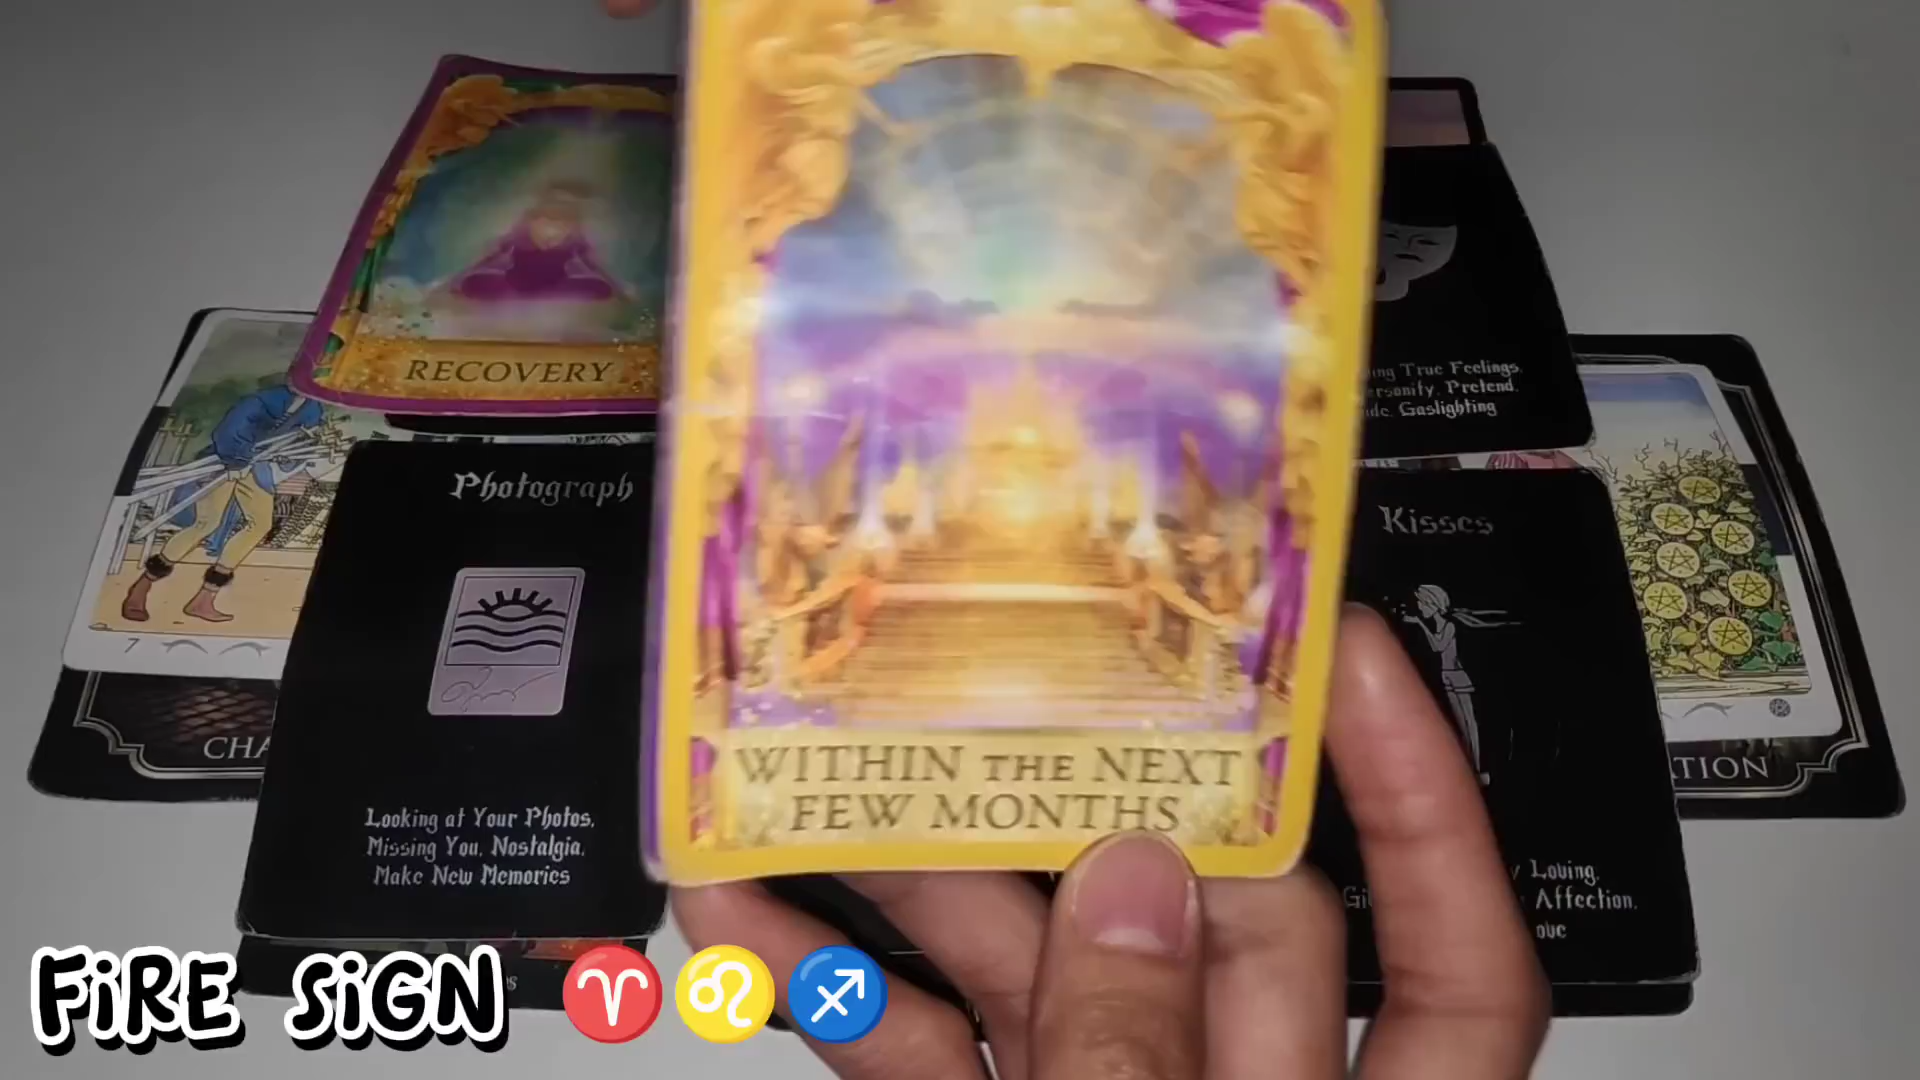 RECOVERY
WITHIN THE NEXT
FEW MONTHS
True Feelings.
Pretend.
Gaslighting
Photograph
Looking at Your Photos,
Missing You, Nostalgia,
Make New Memories
7
Kisses
Loving.
Affection.
FiRE SiGN ♈♌♐